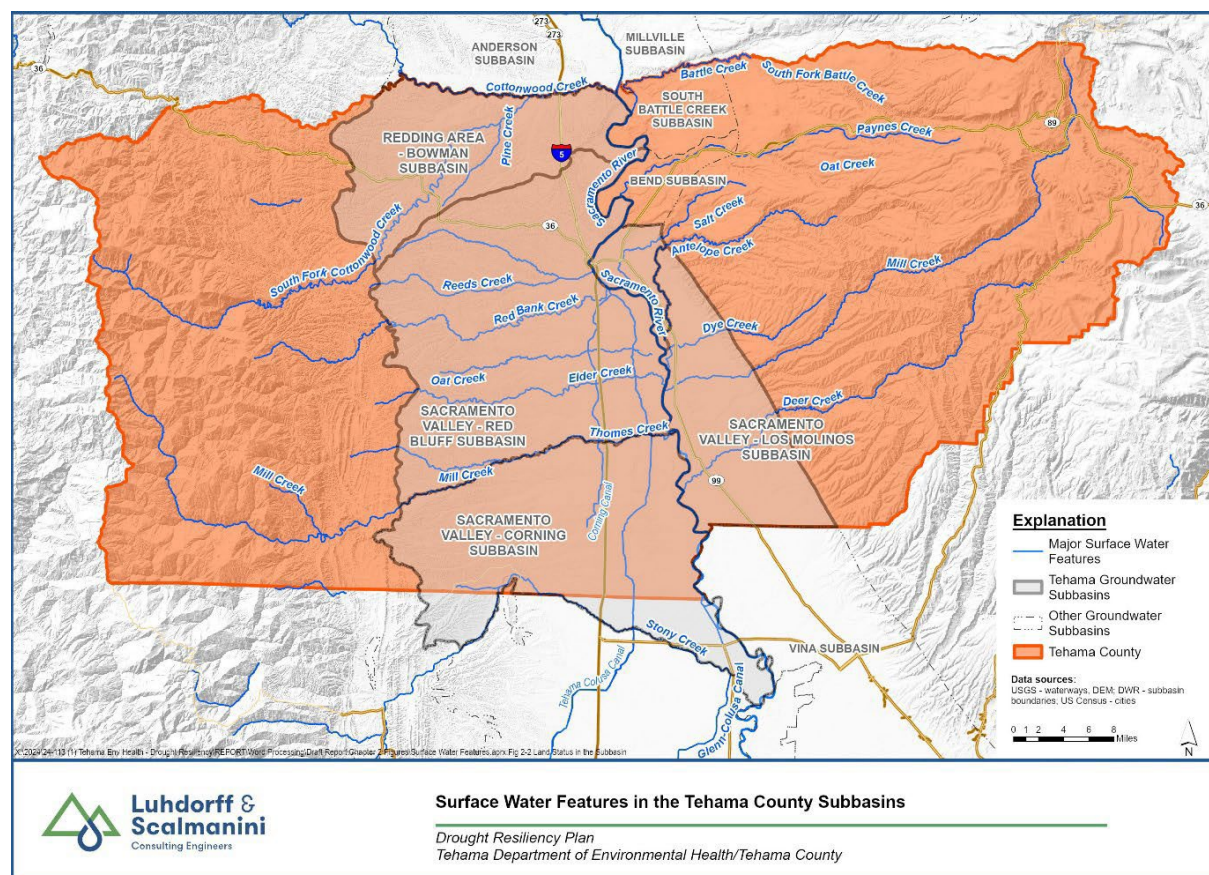 273
273
ANDERSON
SUBBASIN
MILLVILLE
SUBBASIN
36
Cottonwood Creek
Battle Creek
South Fork Battle Creek
SOUTH
BATTLE CREEK
SUBBASIN
Pine Creek
REDDING AREA
- BOWMAN
SUBBASIN
5
Paynes Creek
89
Oat Creek
Sacramento River
BEND SUBBASIN
36
36
Salt Creek
Antelope Creek
South Fork Cottonwood Creek
Mill Creek
Reeds Creek
Sacramento River
Red Bank Creek
Dye Creek
Oat Creek
Elder Creek
Deer Creek
SACRAMENTO
VALLEY - RED
BLUFF SUBBASIN
Thomes Creek
SACRAMENTO
VALLEY - LOS MOLINOS
SUBBASIN
Mill Creek
Mill Creek
99
Corning Canal
SACRAMENTO
VALLEY - CORNING
SUBBASIN
Stony Creek
VINA SUBBASIN
Tehama Colusa Canal
Glenn-Colusa Canal
Explanation
Major Surface Water
Features
Tehama Groundwater
Subbasins
Other Groundwater
Subbasins
Tehama County
Data sources:
USGS - waterways, DEM; DWR - subbasin
boundaries; US Census - cities
0 1 2 4 6 8
Miles
N
Luhdorff &
Scalmanini
Consulting Engineers
Surface Water Features in the Tehama County Subbasins
Drought Resiliency Plan
Tehama Department of Environmental Health/Tehama County